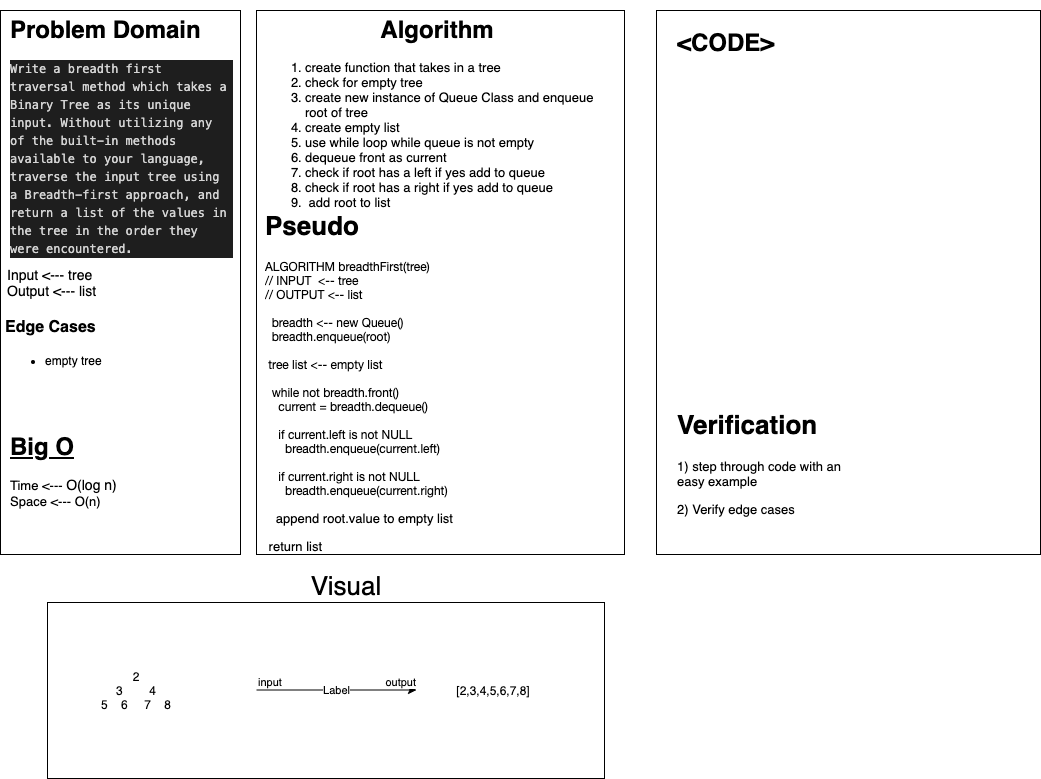 Problem Domain
Write a breadth first
traversal method which takes a
Binary Tree as its unique
input. Without utilizing any
of the built-in methods
available to your language,
traverse the input tree using
a Breadth-first approach, and
return a list of the values in
the tree in the order they
were encountered.
Input <--- tree
Output <--- list
Edge Cases
• empty tree
Big O
Time <--- O(log n)
Space <--- O(n)
Algorithm
1. create function that takes in a tree
2. check for empty tree
3. create new instance of Queue Class and enqueue
root of tree
4. create empty list
5. use while loop while queue is not empty
6. dequeue front as current
7. check if root has a left if yes add to queue
8. check if root has a right if yes add to queue
9. add root to list
Pseudo
ALGORITHM breadthFirst(tree)
// INPUT <-- tree
// OUTPUT <-- list
breadth <-- new Queue()
breadth.enqueue(root)
tree list <-- empty list
while not breadth.front()
current = breadth.dequeue()
if current.left is not NULL
breadth.enqueue(current.left)
if current.right is not NULL
breadth.enqueue(current.right)
append root.value to empty list
return list
<CODE>
Verification
1) step through code with an
easy example
2) Verify edge cases
Visual
2
3 4
5 6 7 8
input
Label
output
[2,3,4,5,6,7,8]